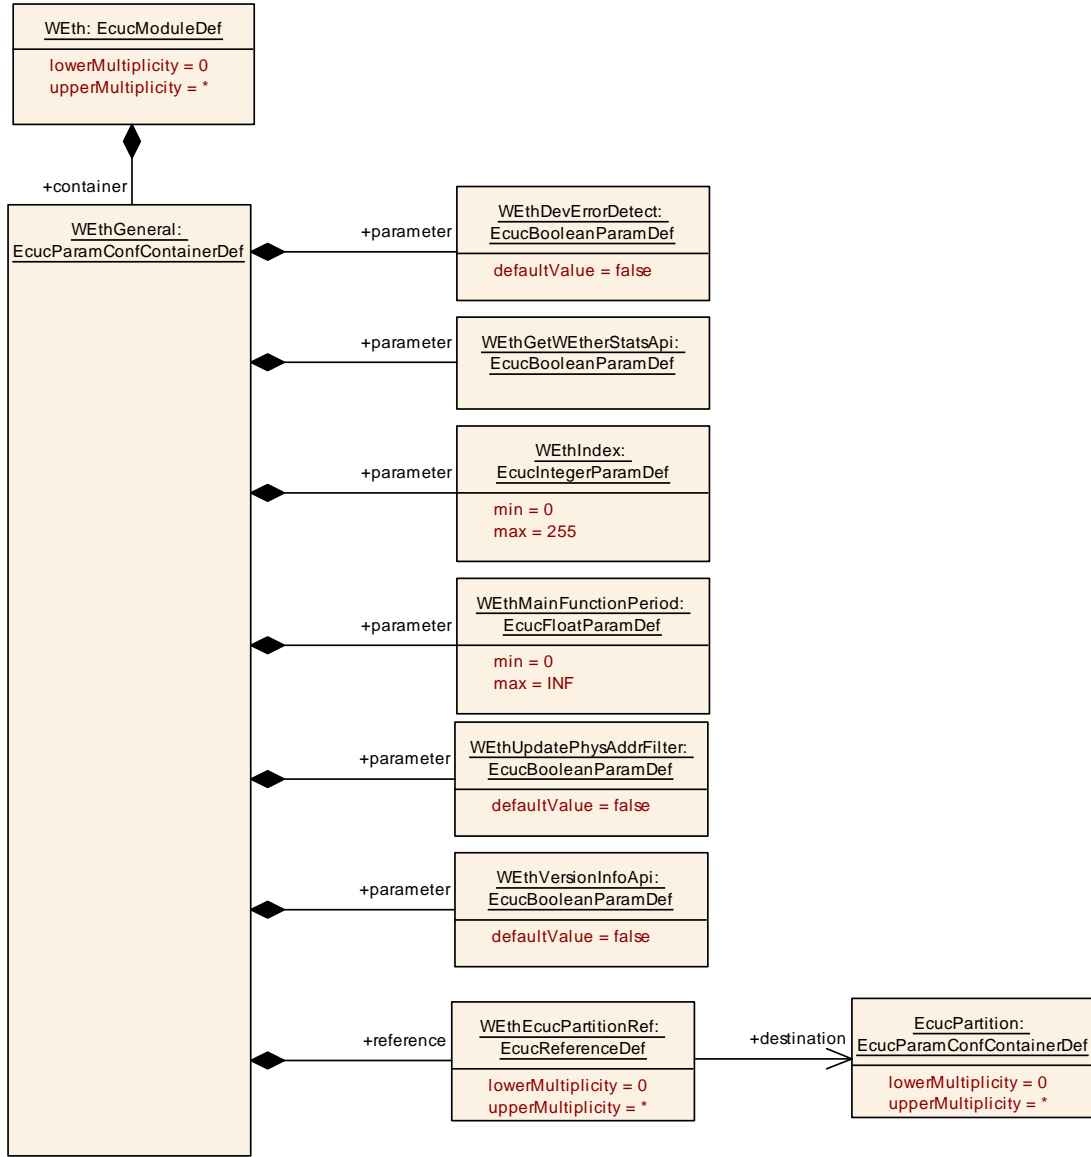 WEth: EcucModuleDef
lowerMultiplicity = 0
upperMultiplicity = *
+container
WEthGeneral:
EcucParamConfContainerDef
+parameter
WEthDevErrorDetect:
EcucBooleanParamDef
defaultValue = false
+parameter
WEthGetWEtherStatsApi:
EcucBooleanParamDef
+parameter
WEthIndex:
EcucIntegerParamDef
min = 0
max = 255
+parameter
WEthMainFunctionPeriod:
EcucFloatParamDef
min = 0
max = INF
+parameter
WEthUpdatePhysAddrFilter:
EcucBooleanParamDef
defaultValue = false
+parameter
WEthVersionInfoApi:
EcucBooleanParamDef
defaultValue = false
+reference
WEthEcucPartitionRef:
EcucReferenceDef
lowerMultiplicity = 0
upperMultiplicity = *
+destination
EcucPartition:
EcucParamConfContainerDef
lowerMultiplicity = 0
upperMultiplicity = *